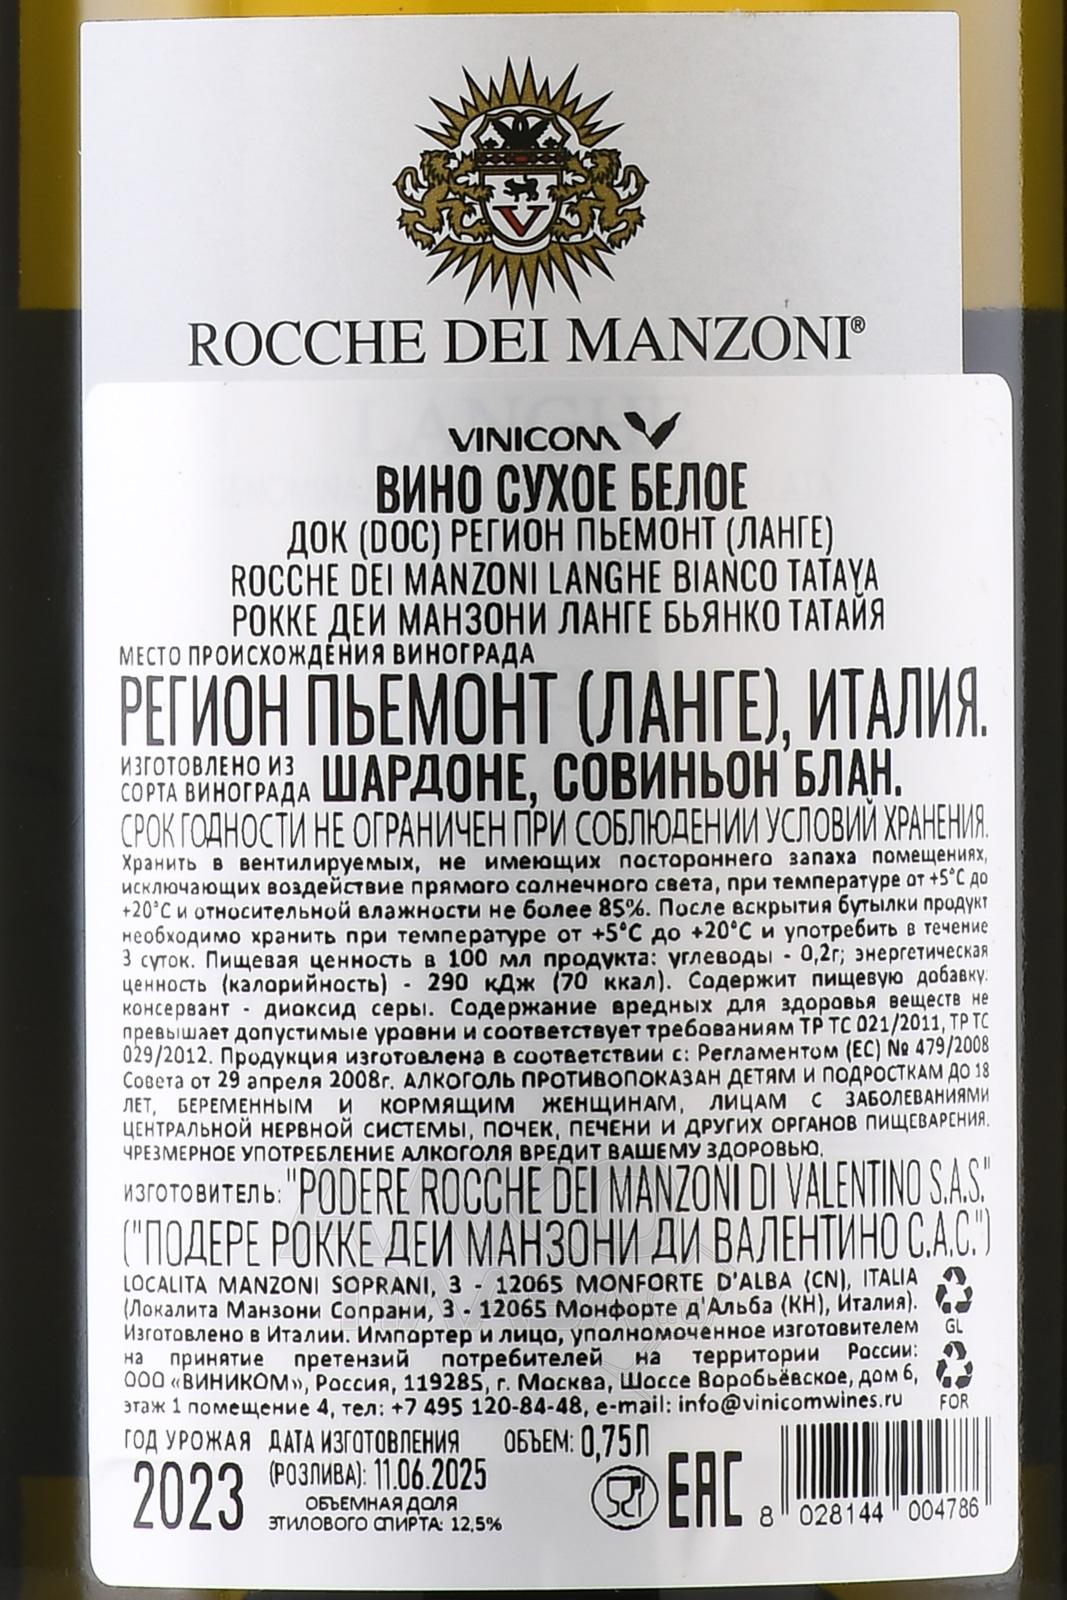 V
ROCCHE DEI MANZONI®
VINICOM
ВИНО СУХОЕ БЕЛОЕ
ДОК (DOC) РЕГИОН ПЬЕМОНТ (ЛАНГЕ)
ROCCHE DEI MANZONI LANGHE BIANCO TATAYA
РОККЕ ДЕИ МАНЗОНИ ЛАНГЕ БЬЯНКО ТАТАЙЯ
МЕСТО ПРОИСХОЖДЕНИЯ ВИНОГРАДА
РЕГИОН ПЬЕМОНТ (ЛАНГЕ), ИТАЛИЯ.
ИЗГОТОВЛЕНО ИЗ
СОРТА ВИНОГРАДА ШАРДОНЕ, СОВИНЬОН БЛАН.
СРОК ГОДНОСТИ НЕ ОГРАНИЧЕН ПРИ СОБЛЮДЕНИИ УСЛОВИЙ ХРАНЕНИЯ.
Хранить в вентилируемых, не имеющих постороннего запаха помещениях,
исключающих воздействие прямого солнечного света, при температуре от +5°С до
+20°С и относительной влажности не более 85%. После вскрытия бутылки продукт
необходимо хранить при температуре от +5°С до +20°С и употребить в течение
3 суток. Пищевая ценность в 100 мл продукта: углеводы - 0,2г; энергетическая
ценность (калорийность) - 290 кДж (70 ккал). Содержит пищевую добавку:
консервант - диоксид серы. Содержание вредных для здоровья веществ не
превышает допустимые уровни и соответствует требованиям ТР ТС 021/2011, ТР ТС
029/2012. Продукция изготовлена в соответствии с: Регламентом (ЕС) № 479/2008
Совета от 29 апреля 2008г. АЛКОГОЛЬ ПРОТИВОПОКАЗАН ДЕТЯМ И ПОДРОСТКАМ ДО 18
ЛЕТ, БЕРЕМЕННЫМ И КОРМЯЩИМ ЖЕНЩИНАМ, ЛИЦАМ С ЗАБОЛЕВАНИЯМИ
ЦЕНТРАЛЬНОЙ НЕРВНОЙ СИСТЕМЫ, ПОЧЕК, ПЕЧЕНИ И ДРУГИХ ОРГАНОВ ПИЩЕВАРЕНИЯ.
ЧРЕЗМЕРНОЕ УПОТРЕБЛЕНИЕ АЛКОГОЛЯ ВРЕДИТ ВАШЕМУ ЗДОРОВЬЮ.
ИЗГОТОВИТЕЛЬ: "PODERE ROCCHE DEI MANZONI DI VALENTINO S.A.S."
("ПОДЕРЕ РОККЕ ДЕИ МАНЗОНИ ДИ ВАЛЕНТИНО С.А.С.")
LOCALITA MANZONI SOPRANI, 3 - 12065 MONFORTE D'ALBA (CN), ITALIA
(Локалита Манзони Сопрани, 3 - 12065 Монфорте д'Альба (КН), Италия).
Изготовлено в Италии. Импортер и лицо, уполномоченное изготовителем
на принятие претензий потребителей на территории России:
ООО «ВИНИКОМ», Россия, 119285, г. Москва, Шоссе Воробьёвское, дом 6,
этаж 1 помещение 4, тел: +7 495 120-84-48, e-mail: info@vinicomwines.ru
GL
FOR
ГОД УРОЖАЯ
2023
ДАТА ИЗГОТОВЛЕНИЯ
(РОЗЛИВА): 11.06.2025
ОБЪЕМ: 0,75Л
ОБЪЕМНАЯ ДОЛЯ
ЭТИЛОВОГО СПИРТА: 12,5%
EAC
8 028144 004786